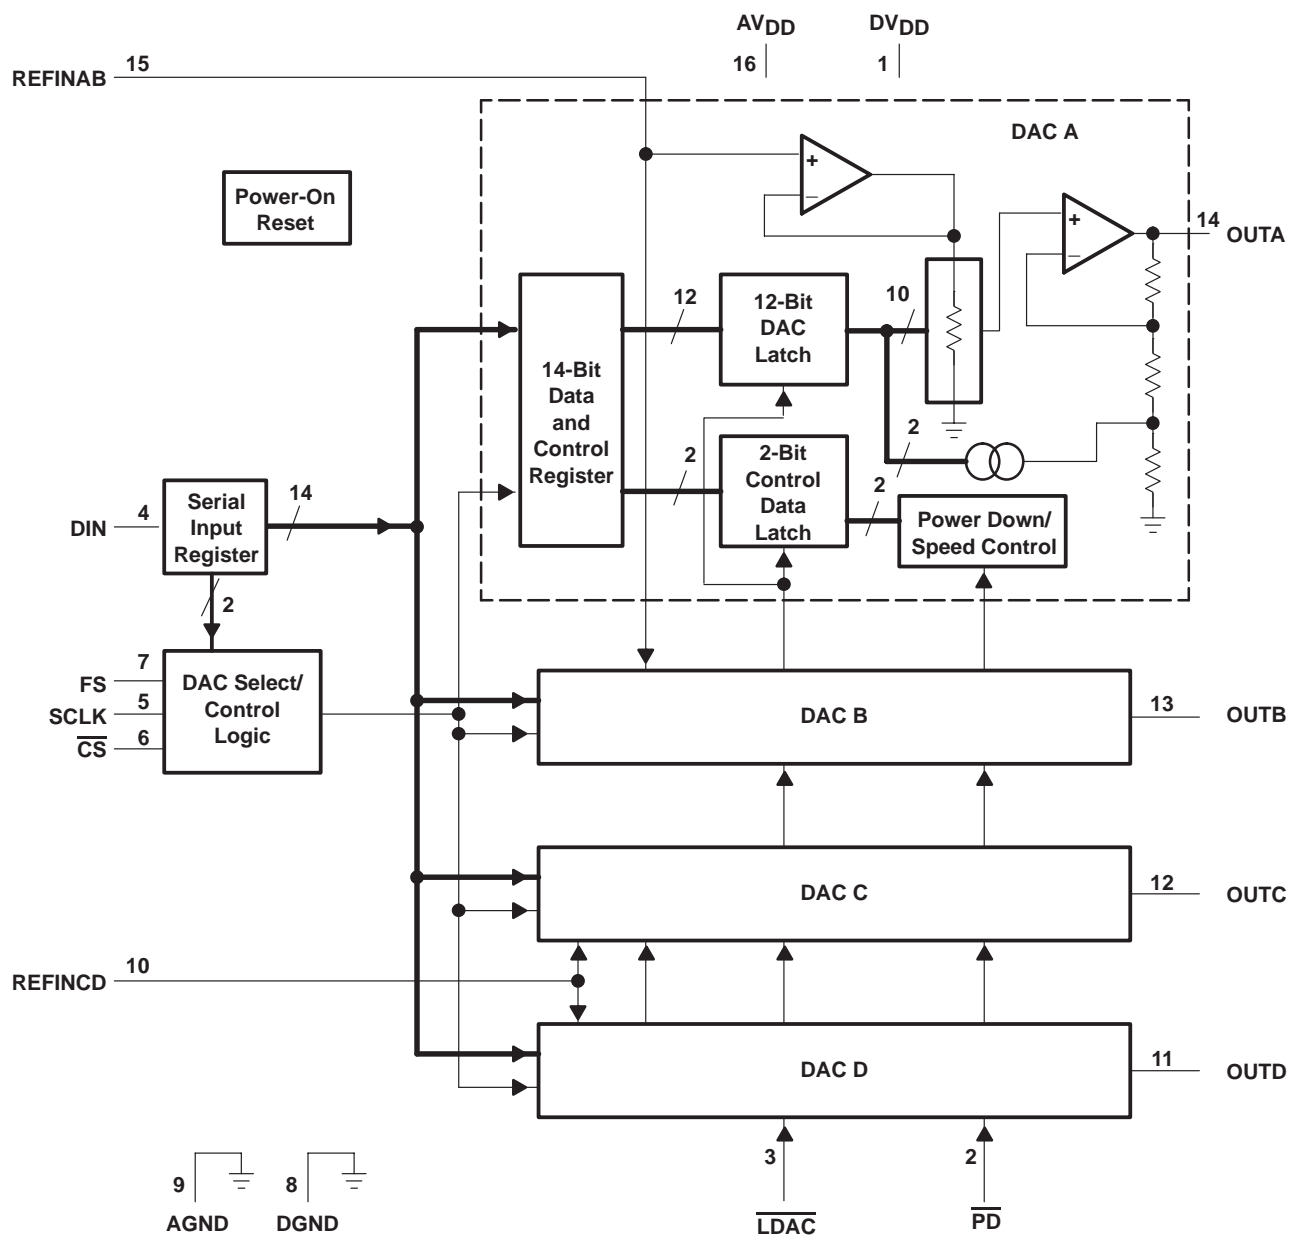 AVDD
DVDD
16
1
REFINAB
15
DAC A
Power-On
Reset
+
−
+
−
14
OUTA
14-Bit
Data
and
Control
Register
12
12-Bit
DAC
Latch
10
2
2
2-Bit
Control
Data
Latch
2
Power Down/
Speed Control
DIN
4
Serial
Input
Register
14
2
FS
7
SCLK
5
CS
6
DAC Select/
Control
Logic
DAC B
13
OUTB
DAC C
12
OUTC
REFINCD
10
DAC D
11
OUTD
9
AGND
8
DGND
3
LDAC
2
PD